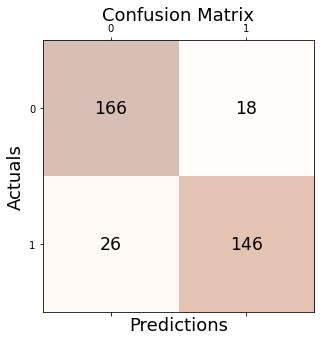 Confusion Matrix
0 1
0 166 18
Actuals
1 26 146
Predictions